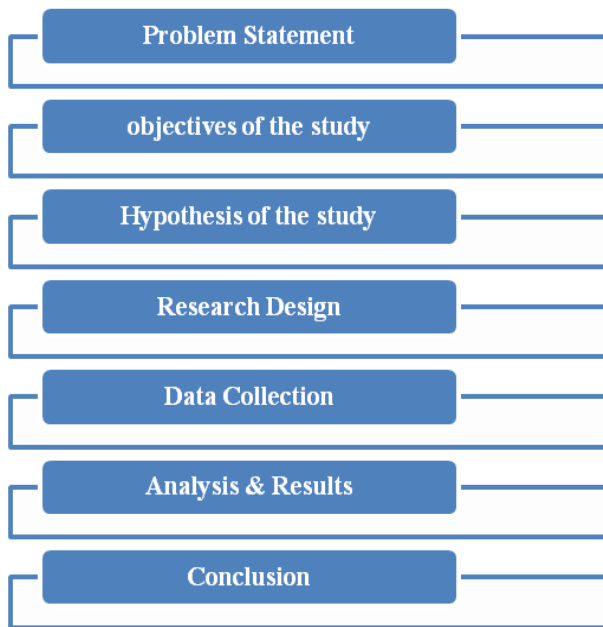 Problem Statement
objectives of the study
Hypothesis of the study
Research Design
Data Collection
Analysis & Results
Conclusion